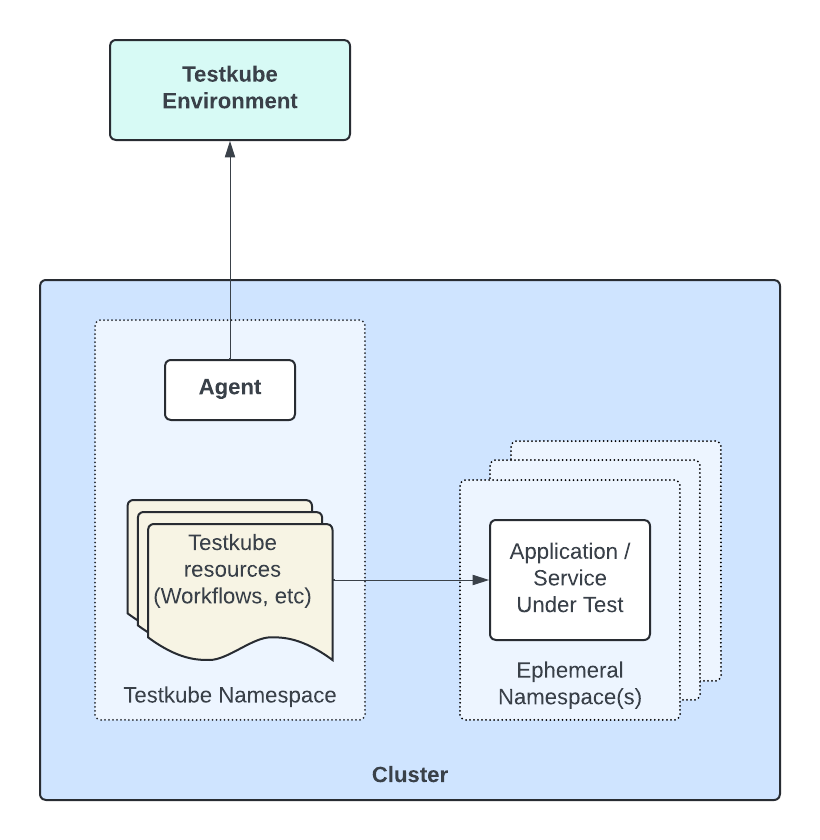 Testkube
Environment
Agent
Testkube
resources
(Workflows, etc)
Testkube Namespace
Application /
Service
Under Test
Ephemeral
Namespace(s)
Cluster